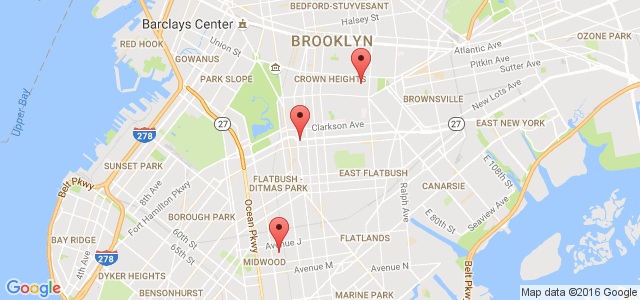 BEDFORD-STUYVESANT
Halsey St
Barclays Center
Union St
RED HOOK
BROOKLYN
Atlantic Ave
OZONE PARK
GOWANUS
Pitkin Ave
Sutter Ave
PARK SLOPE
CROWN HEIGHTS
New Lots Ave
Upper Bay
BROWNSVILLE
27
Clarkson Ave
27
EAST NEW YORK
278
SUNSET PARK
E 108th St
Belt Pkwy
8th Ave
Fort Hamilton Pkwy
FLATBUSH -
DITMAS PARK
EAST FLATBUSH
CANARSIE
Ralph Ave
Ocean Pkwy
BOROUGH PARK
E 80th St
Seaview Ave
60th St
65th St
BAY RIDGE
4th Ave
278
Avenue J
FLATLANDS
MIDWOOD
Avenue M
Avenue N
Belt Pkwy
DYKER HEIGHTS
BENSONHURST
MARINE PARK
Google
Map data ©2016 Google